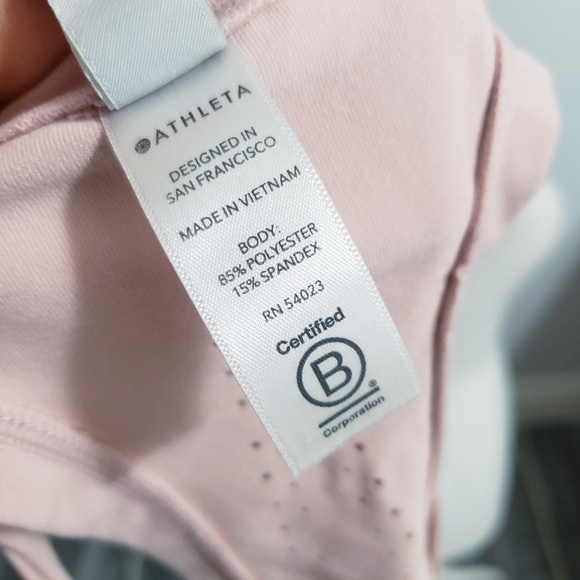 ATHLETA
DESIGNED IN
SAN FRANCISCO
MADE IN VIETNAM
BODY:
85% POLYESTER
15% SPANDEX
RN 54023
Certified
B
®
Corporation